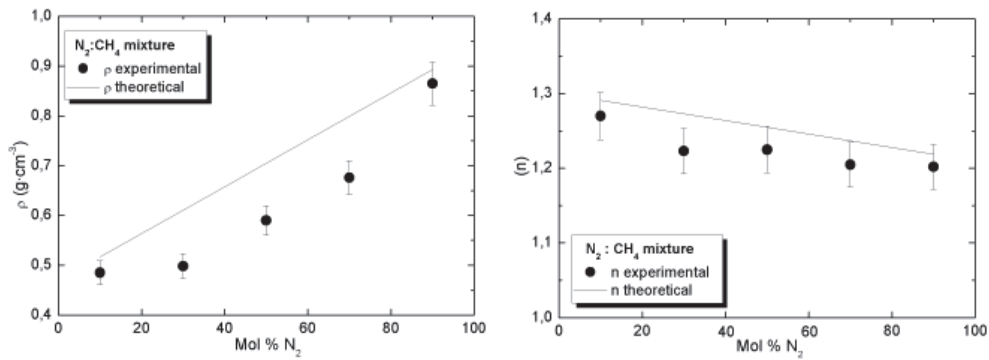 1,0
0,9
0,8
0,7
0,6
0,5
0,4
ρ (g·cm⁻³)
N₂:CH₄ mixture
ρ experimental
ρ theoretical
0 20 40 60 80 100
Mol % N₂
1,4
1,3
1,2
1,1
1,0
(n)
N₂ : CH₄ mixture
n experimental
n theoretical
0 20 40 60 80 100
Mol % N₂